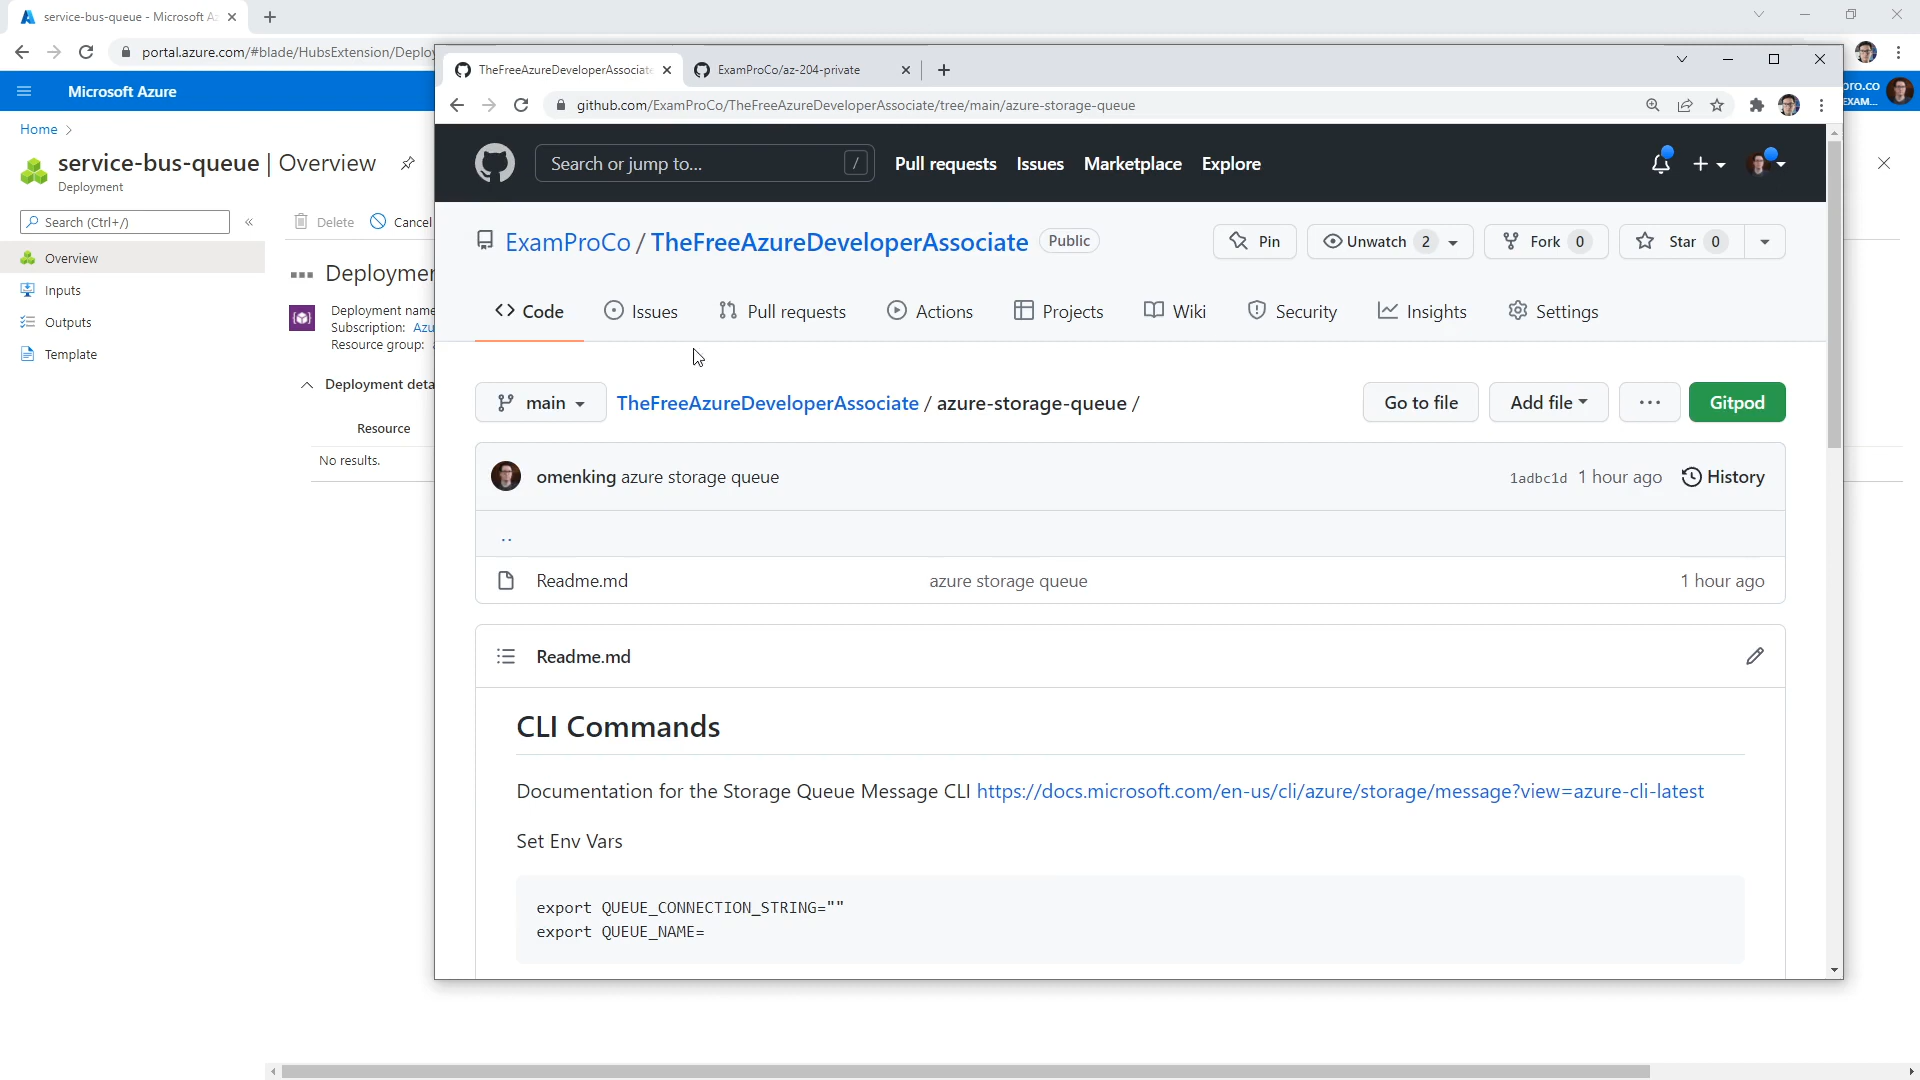 service-bus-queue - Microsoft A
portal.azure.com/#blade/HubsExtension/Deploy
Microsoft Azure
Home
service-bus-queue | Overview
Deployment
Search (Ctrl+/)
Delete
Cancel
Overview
Inputs
Outputs
Template
Deployment name
Subscription:
Resource group:
Resource
No results.
TheFreeAzureDeveloperAssociate
ExamProCo/az-204-private
github.com/ExamProCo/TheFreeAzureDeveloperAssociate/tree/main/azure-storage-queue
Search or jump to... /
Pull requests Issues Marketplace Explore
ExamProCo / TheFreeAzureDeveloperAssociate Public
Pin Unwatch 2 Fork 0 Star 0
Code Issues Pull requests Actions Projects Wiki Security Insights Settings
main TheFreeAzureDeveloperAssociate / azure-storage-queue / Go to file Add file ... Gitpod
omenking azure storage queue 1adbc1d 1 hour ago History
..
Readme.md azure storage queue 1 hour ago
Readme.md
CLI Commands
Documentation for the Storage Queue Message CLI https://docs.microsoft.com/en-us/cli/azure/storage/message?view=azure-cli-latest
Set Env Vars
export QUEUE_CONNECTION_STRING=""
export QUEUE_NAME=